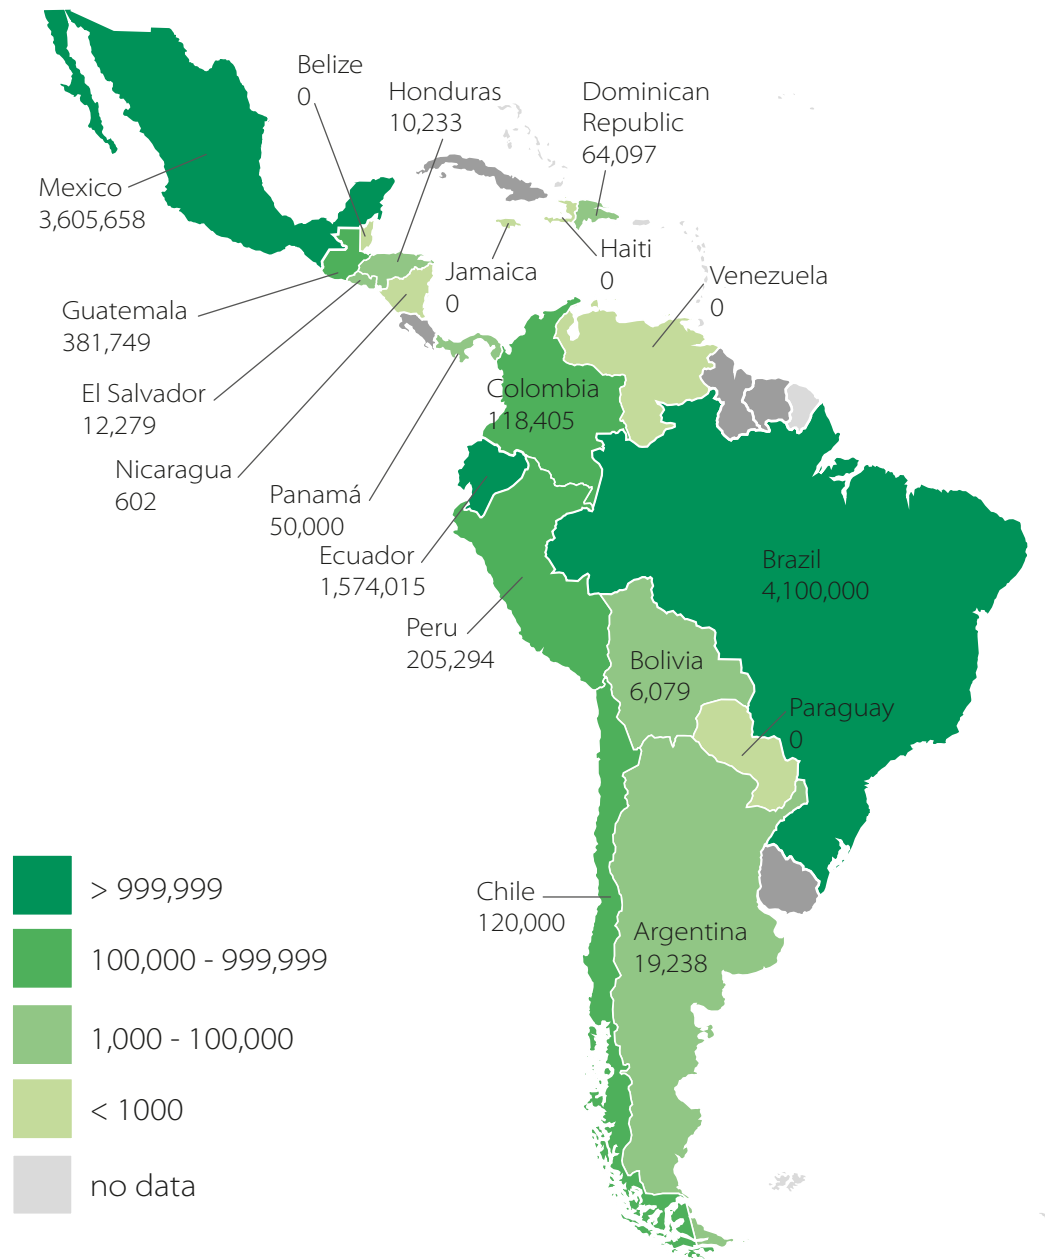 Belize
0
Honduras
10,233
Dominican
Republic
64,097
Mexico
3,605,658
Haiti
0
Jamaica
0
Venezuela
0
Guatemala
381,749
El Salvador
12,279
Colombia
118,405
Nicaragua
602
Panamá
50,000
Ecuador
1,574,015
Brazil
4,100,000
Peru
205,294
Bolivia
6,079
Paraguay
0
Chile
120,000
Argentina
19,238
> 999,999
100,000 - 999,999
1,000 - 100,000
< 1000
no data